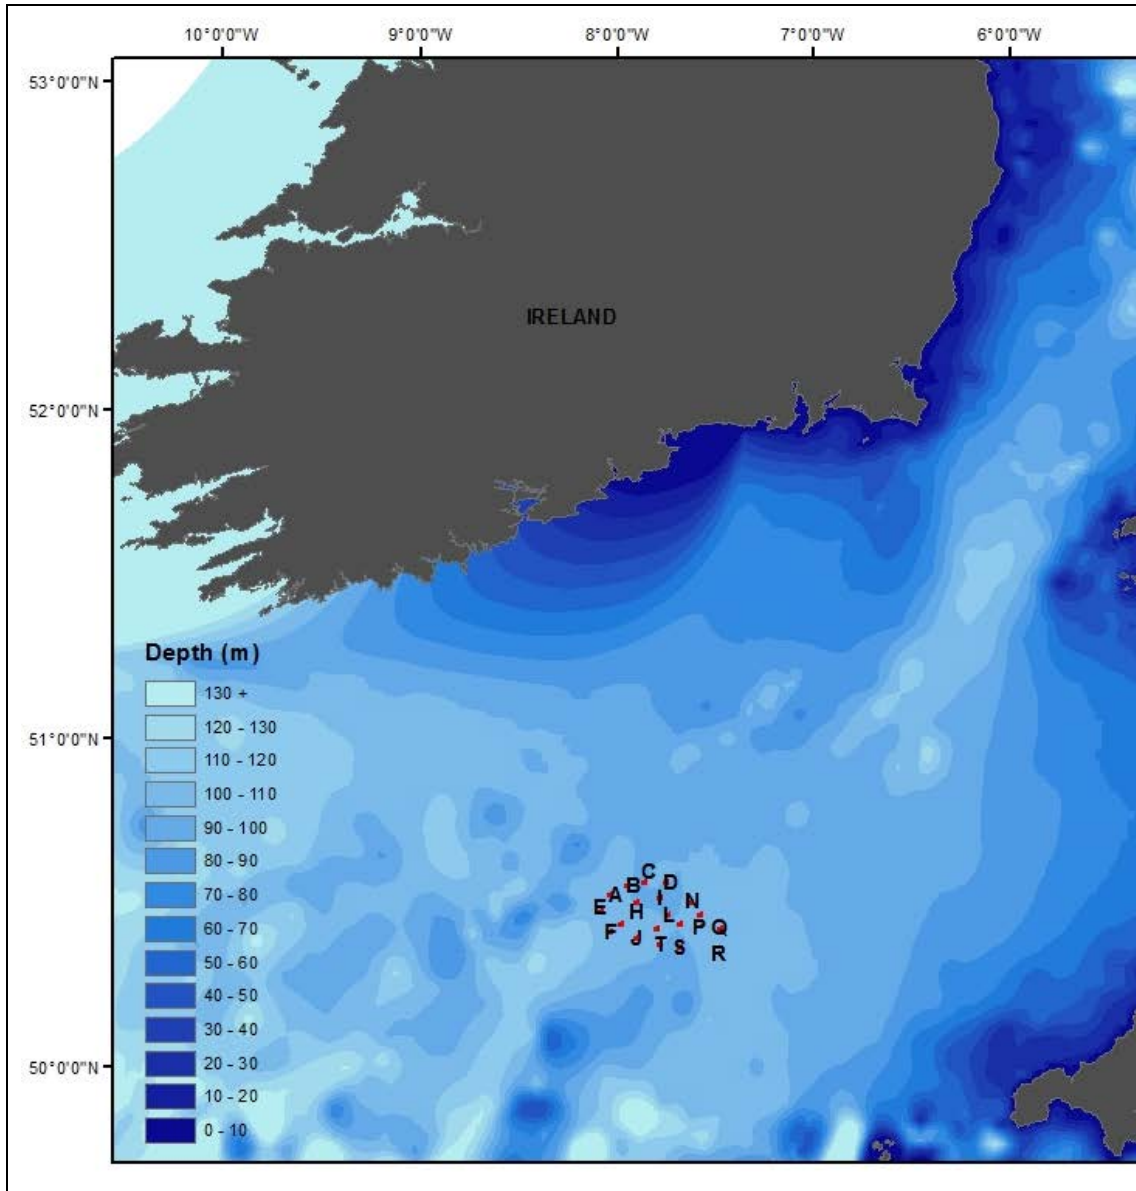 10°0'0"W 9°0'0"W 8°0'0"W 7°0'0"W 6°0'0"W
53°0'0"N
IRELAND
52°0'0"N
Depth (m)
130 +
120 - 130
51°0'0"N
110 - 120
100 - 110
90 - 100
80 - 90
70 - 80
60 - 70
50 - 60
40 - 50
30 - 40
20 - 30
10 - 20
0 - 10
50°0'0"N
C
B D
A
I N
E
H L
F P Q
J T S R